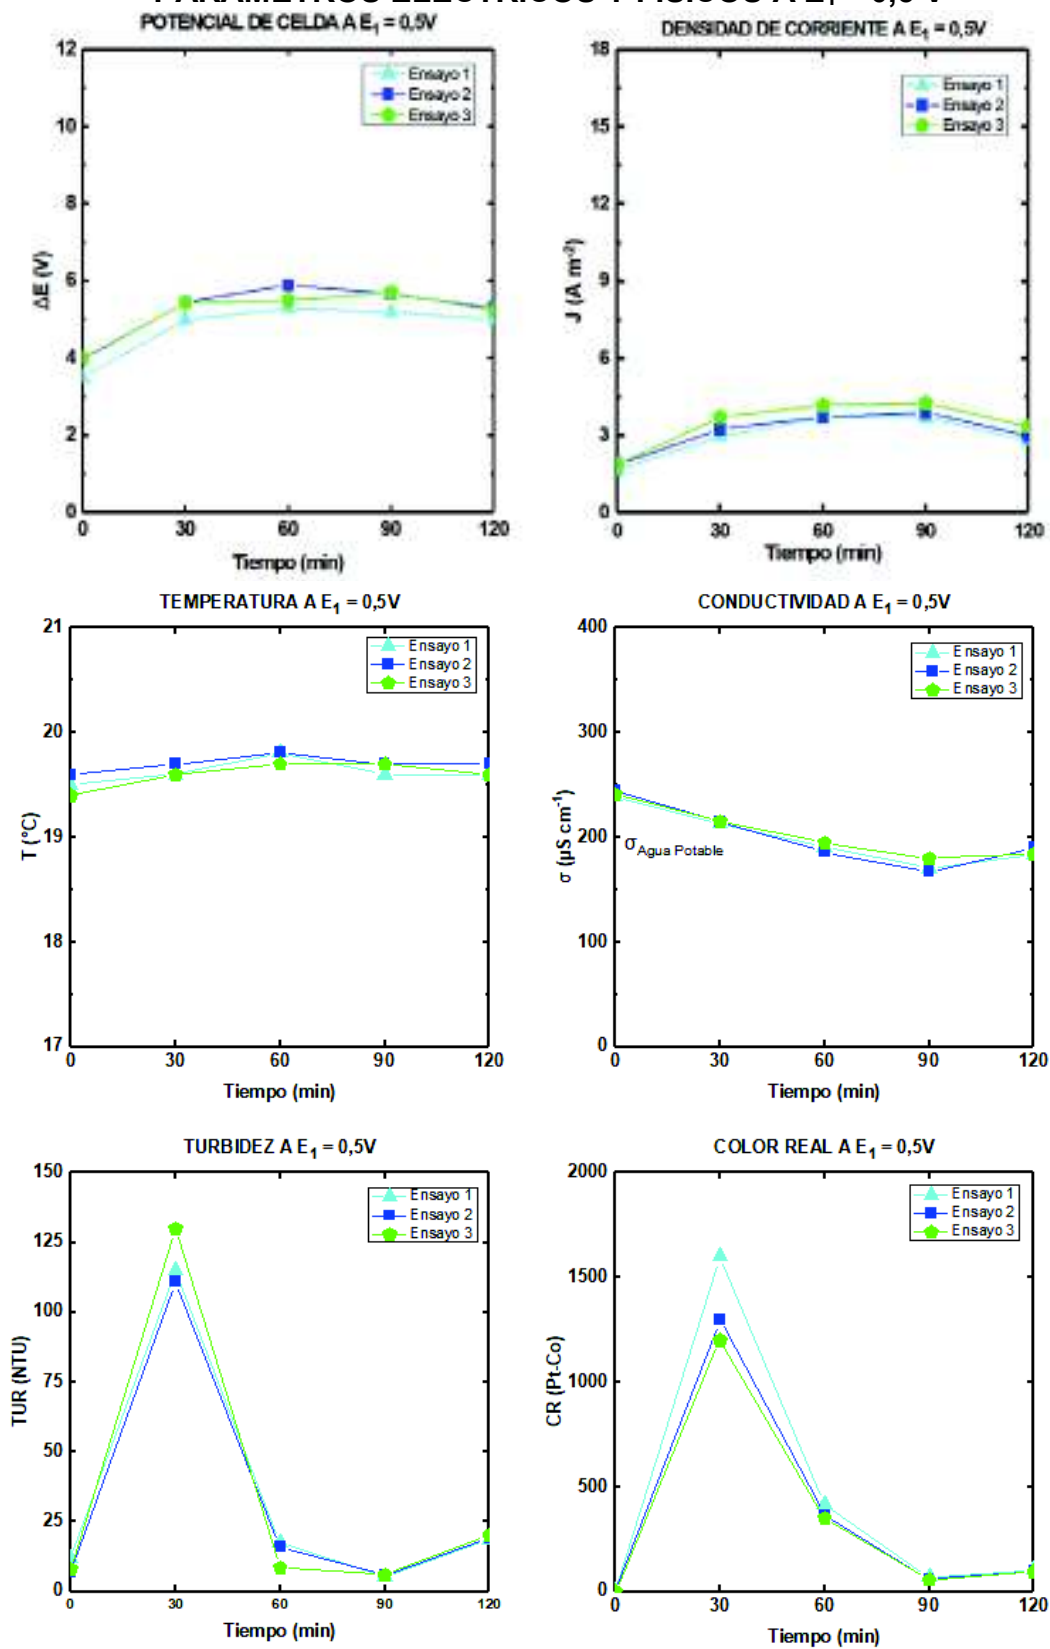 POTENCIAL DE CELDA A E1 = 0,5V
12
10
8
6
4
2
0
ΔE (V)
Ensayo 1
Ensayo 2
Ensayo 3
0 30 60 90 120
Tiempo (min)
DENSIDAD DE CORRIENTE A E1 = 0,5V
18
15
12
9
6
3
0
J (A m-2)
Ensayo 1
Ensayo 2
Ensayo 3
0 30 60 90 120
Tiempo (min)
TEMPERATURA A E1 = 0,5V
21
20
19
18
17
T (°C)
Ensayo 1
Ensayo 2
Ensayo 3
0 30 60 90 120
Tiempo (min)
CONDUCTIVIDAD A E1 = 0,5V
400
300
200
100
0
σ (µS cm-1)
Ensayo 1
Ensayo 2
Ensayo 3
σAgua Potable
0 30 60 90 120
Tiempo (min)
TURBIDEZ A E1 = 0,5V
150
125
100
75
50
25
0
TUR (NTU)
Ensayo 1
Ensayo 2
Ensayo 3
0 30 60 90 120
Tiempo (min)
COLOR REAL A E1 = 0,5V
2000
1500
1000
500
0
CR (Pt-Co)
Ensayo 1
Ensayo 2
Ensayo 3
0 30 60 90 120
Tiempo (min)